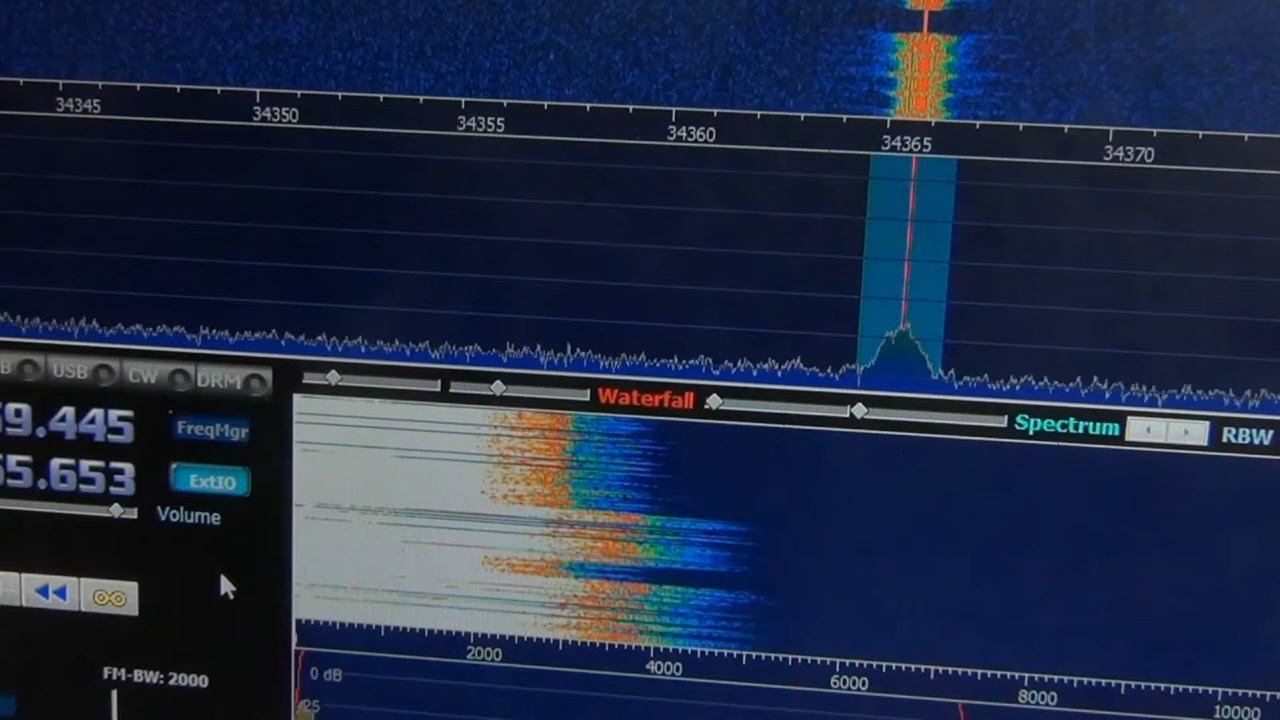 34345 34350 34355 34360 34365 34370
USB CW DRM
Waterfall Spectrum RBW
9.445 FreqMgr
5.653 ExtIO
Volume
2000 4000 6000 8000 10000
FM-BW: 2000
0 dB
25